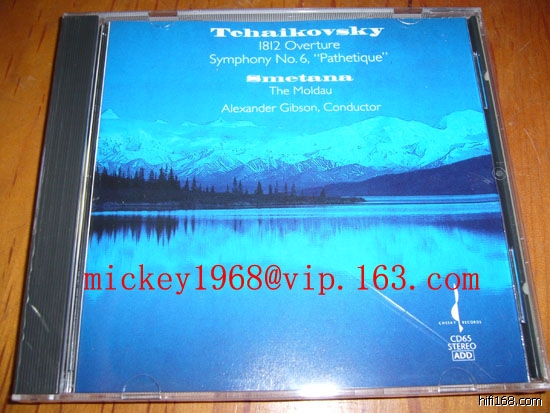 Tchaikovsky
1812 Overture
Symphony No. 6, "Pathetique"
Smetana
The Moldau
Alexander Gibson, Conductor
mickey1968@vip.163.com
CHESKY RECORDS
CD65
STEREO
ADD
hifi168.com